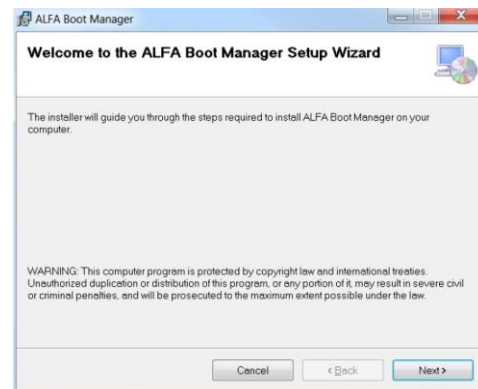 ALFA Boot Manager
Welcome to the ALFA Boot Manager Setup Wizard
The installer will guide you through the steps required to install ALFA Boot Manager on your
computer.
WARNING: This computer program is protected by copyright law and international treaties.
Unauthorized duplication or distribution of this program, or any portion of it, may result in severe civil
or criminal penalties, and will be prosecuted to the maximum extent possible under the law.
Cancel < Back Next >